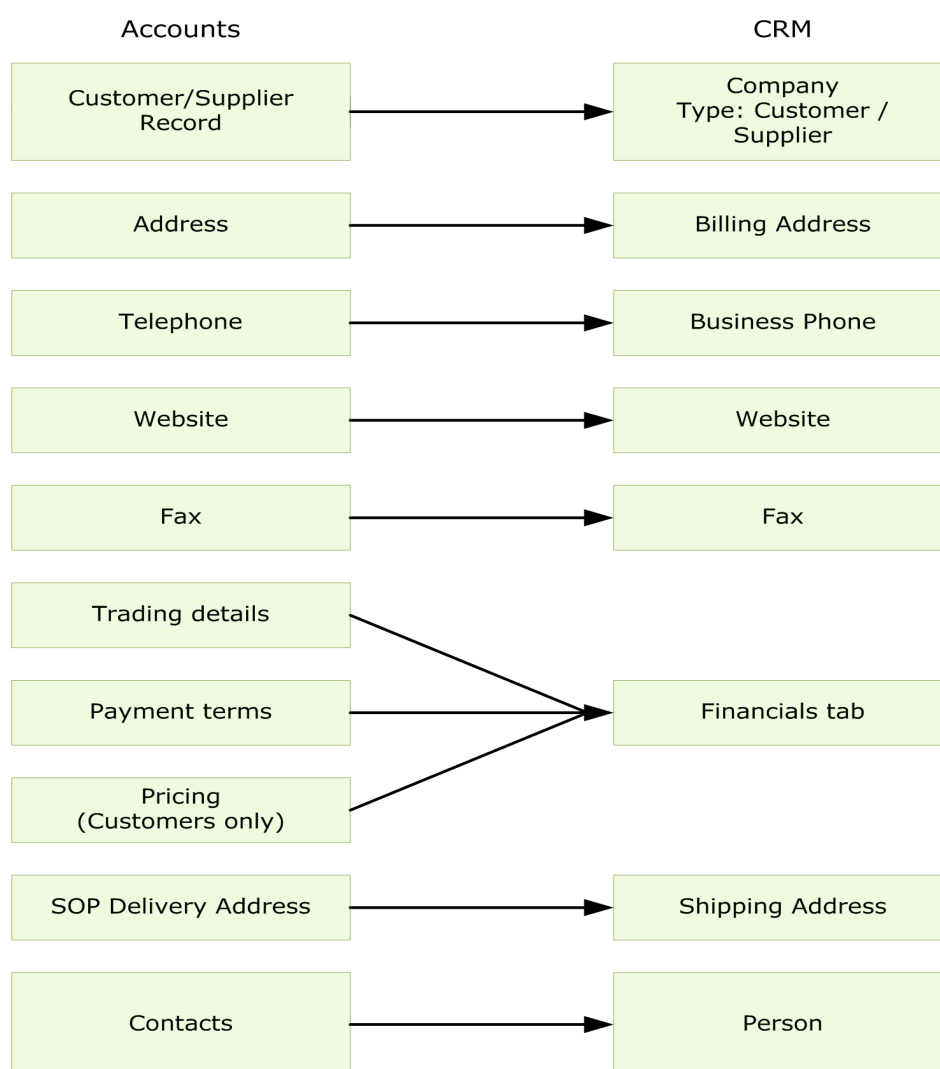 Accounts
CRM
Customer/Supplier
Record
Company
Type: Customer /
Supplier
Address
Billing Address
Telephone
Business Phone
Website
Website
Fax
Fax
Trading details
Payment terms
Financials tab
Pricing
(Customers only)
SOP Delivery Address
Shipping Address
Contacts
Person